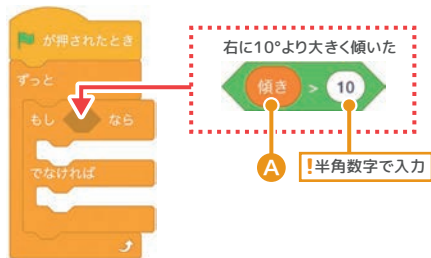 が押されたとき
ずっと
もし なら
でなければ
右に10°より大きく傾いた
傾き > 10
A
!半角数字で入力